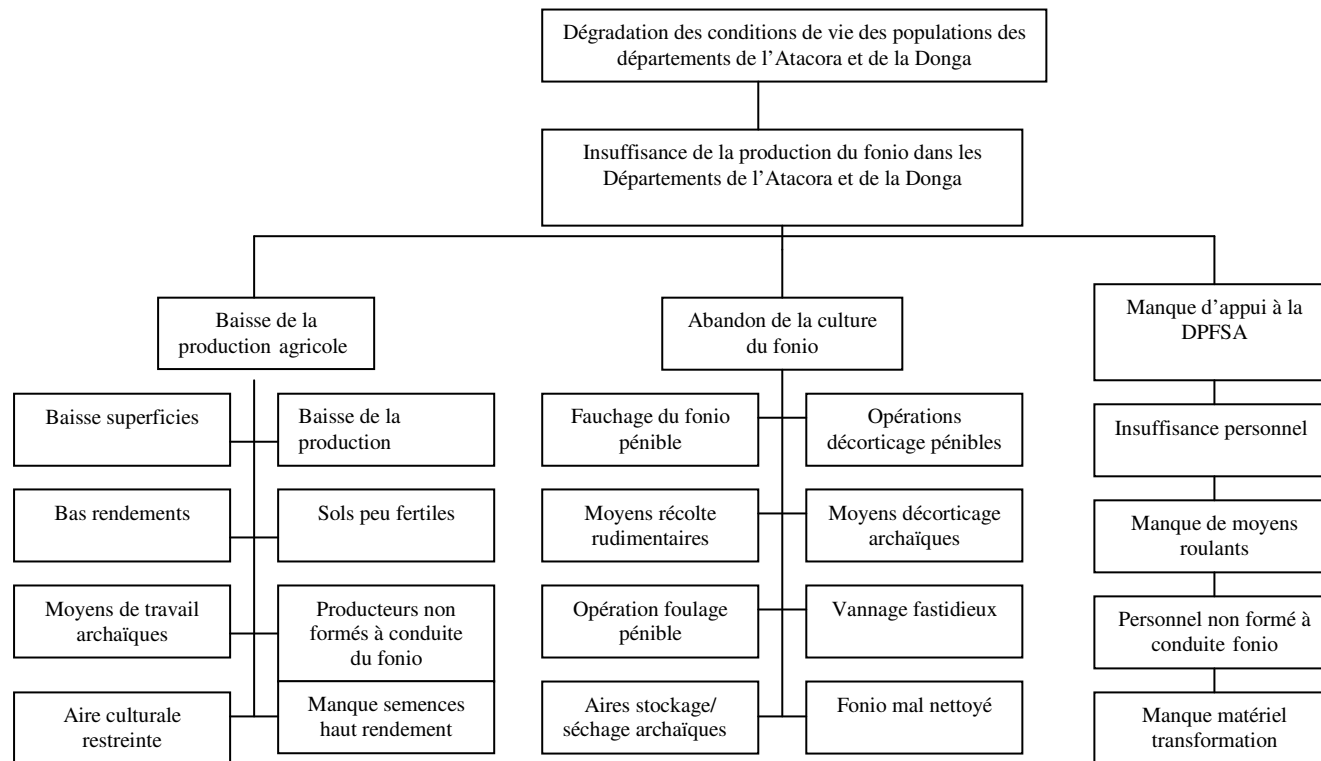 Dégradation des conditions de vie des populations des
départements de l'Atacora et de la Donga
Insuffisance de la production du fonio dans les
Départements de l'Atacora et de la Donga
Baisse de la
production agricole
Abandon de la culture
du fonio
Manque d'appui à la
DPFSA
Baisse superficies
Baisse de la
production
Bas rendements
Sols peu fertiles
Moyens de travail
archaïques
Producteurs non
formés à conduite
du fonio
Aire culturale
restreinte
Manque semences
haut rendement
Fauchage du fonio
pénible
Opérations
décorticage pénibles
Moyens récolte
rudimentaires
Moyens décorticage
archaïques
Opération foulage
pénible
Vannage fastidieux
Aires stockage/
séchage archaïques
Fonio mal nettoyé
Insuffisance personnel
Manque de moyens
roulants
Personnel non formé à
conduite fonio
Manque matériel
transformation